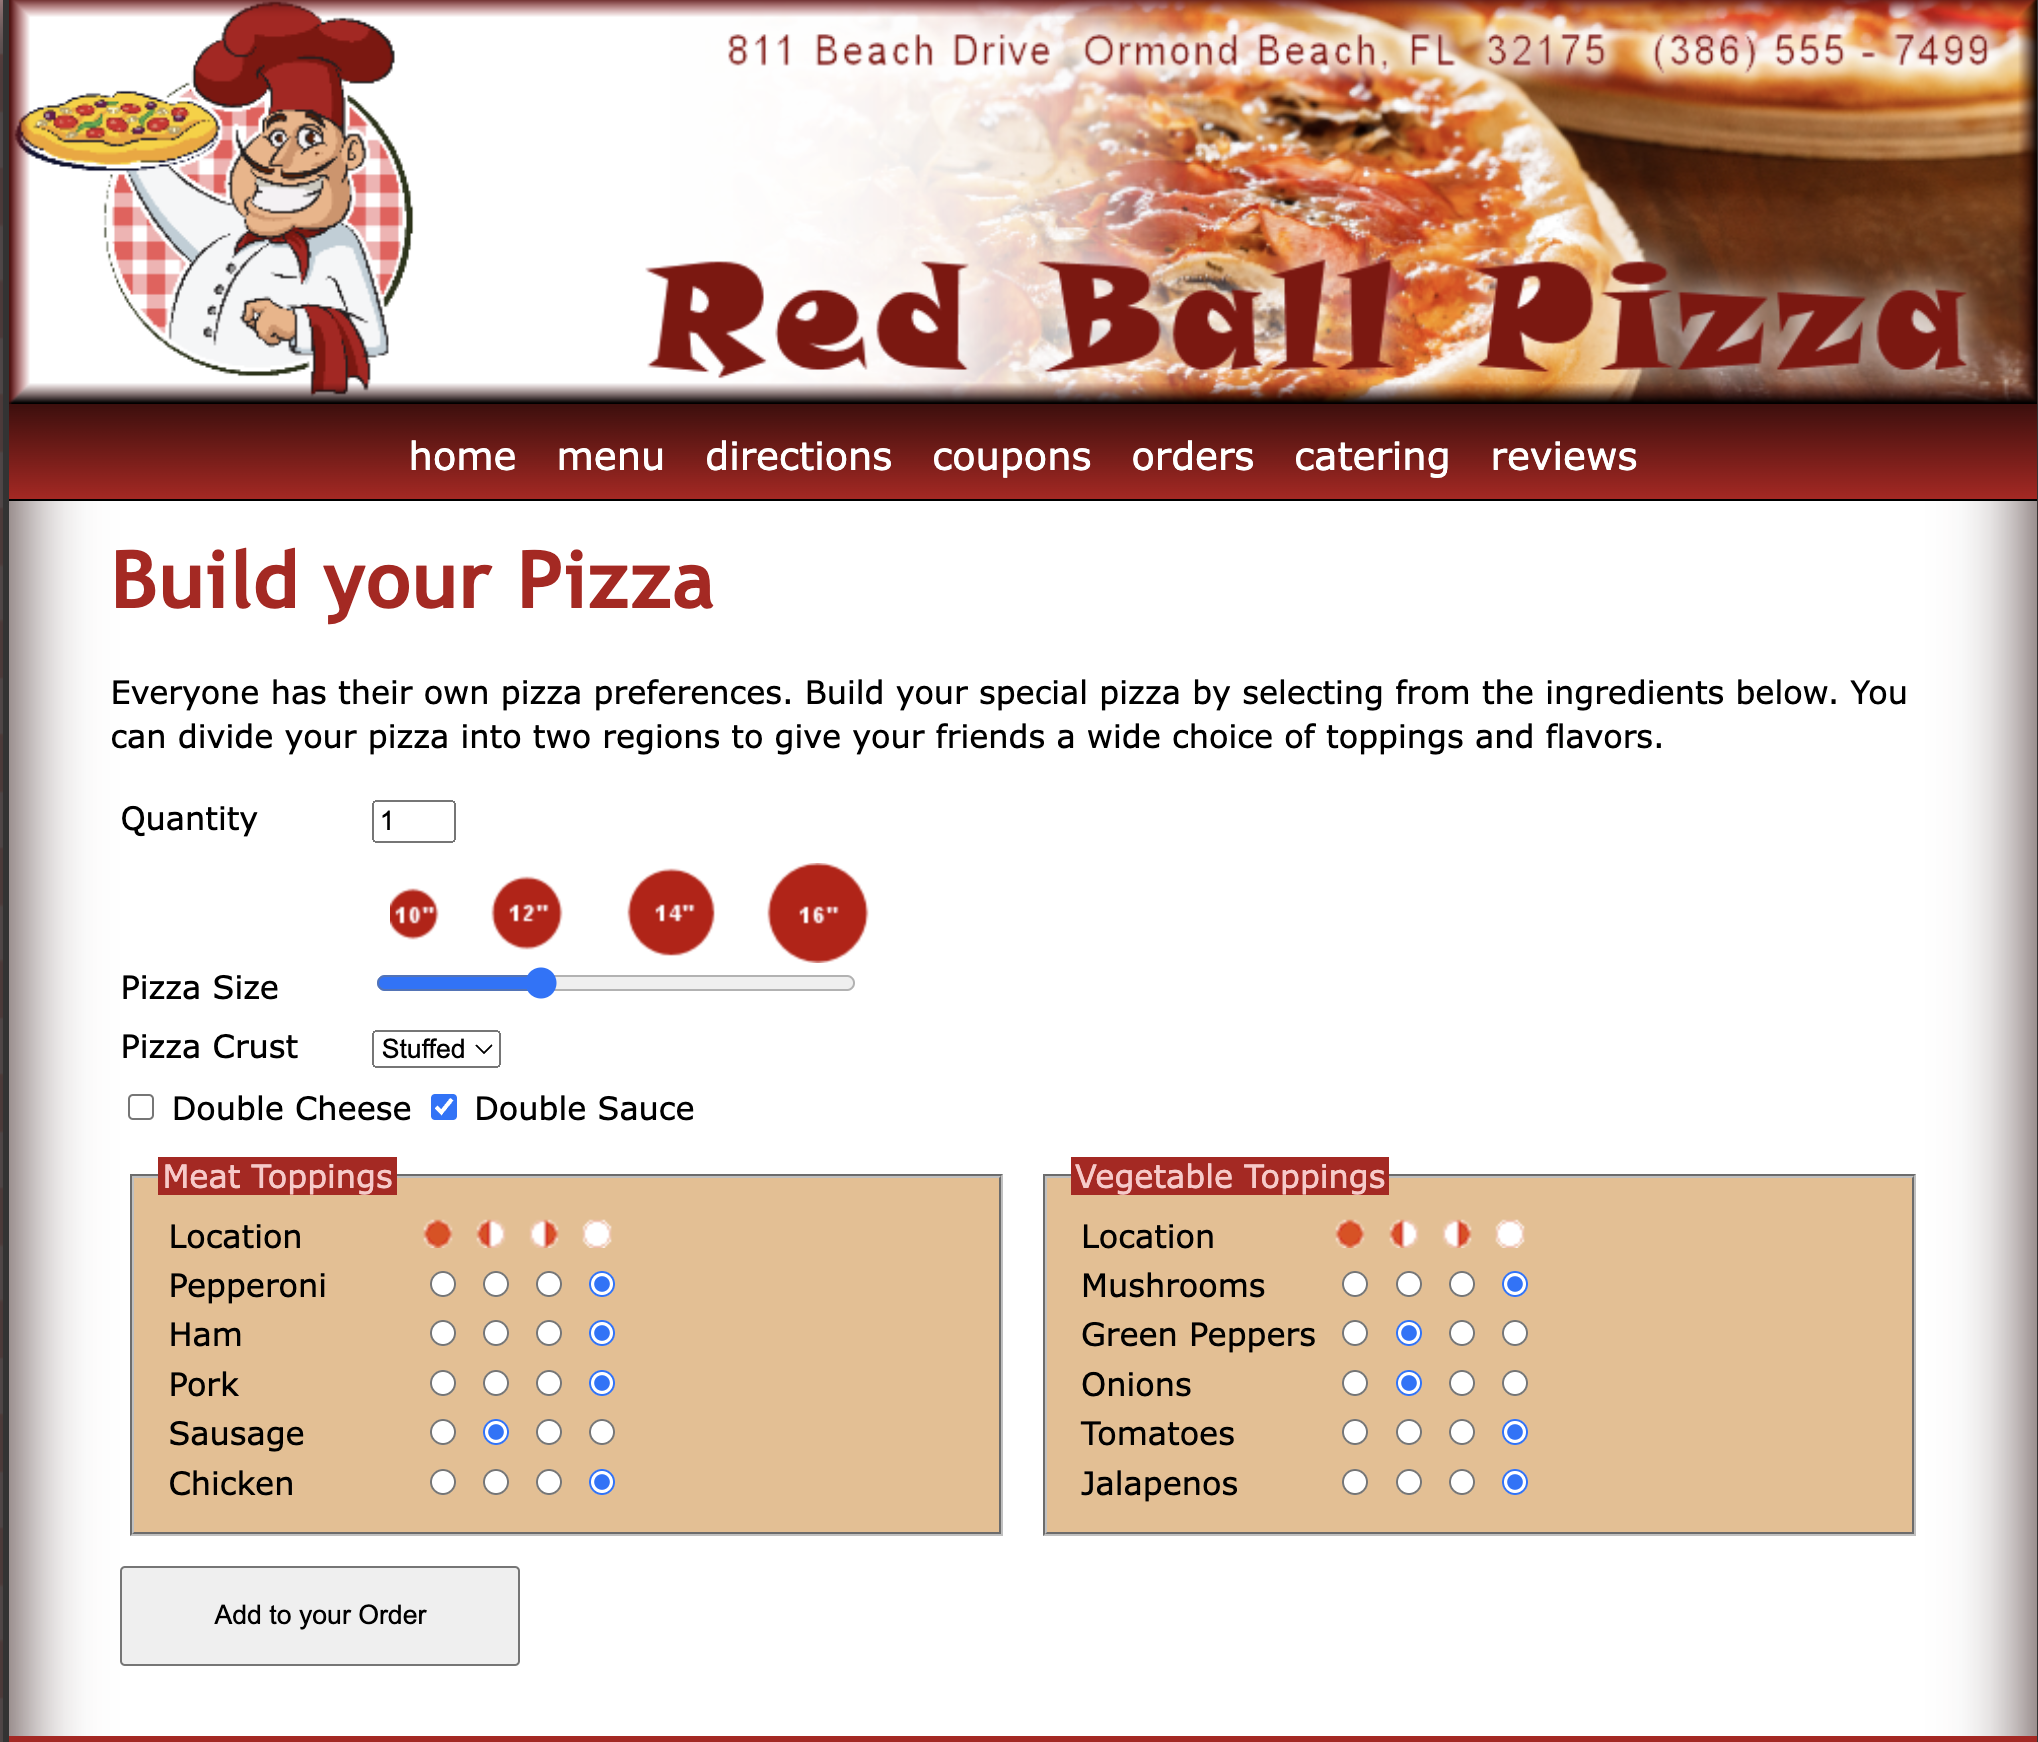 811 Beach Drive  Ormond Beach, FL  32175   (386) 555 - 7499
Red Ball Pizza
home menu directions coupons orders catering reviews
Build your Pizza
Everyone has their own pizza preferences. Build your special pizza by selecting from the ingredients below. You
can divide your pizza into two regions to give your friends a wide choice of toppings and flavors.
Quantity 1
10" 12" 14" 16"
Pizza Size
Pizza Crust Stuffed
Double Cheese Double Sauce
Meat Toppings
Location
Pepperoni
Ham
Pork
Sausage
Chicken
Vegetable Toppings
Location
Mushrooms
Green Peppers
Onions
Tomatoes
Jalapenos
Add to your Order